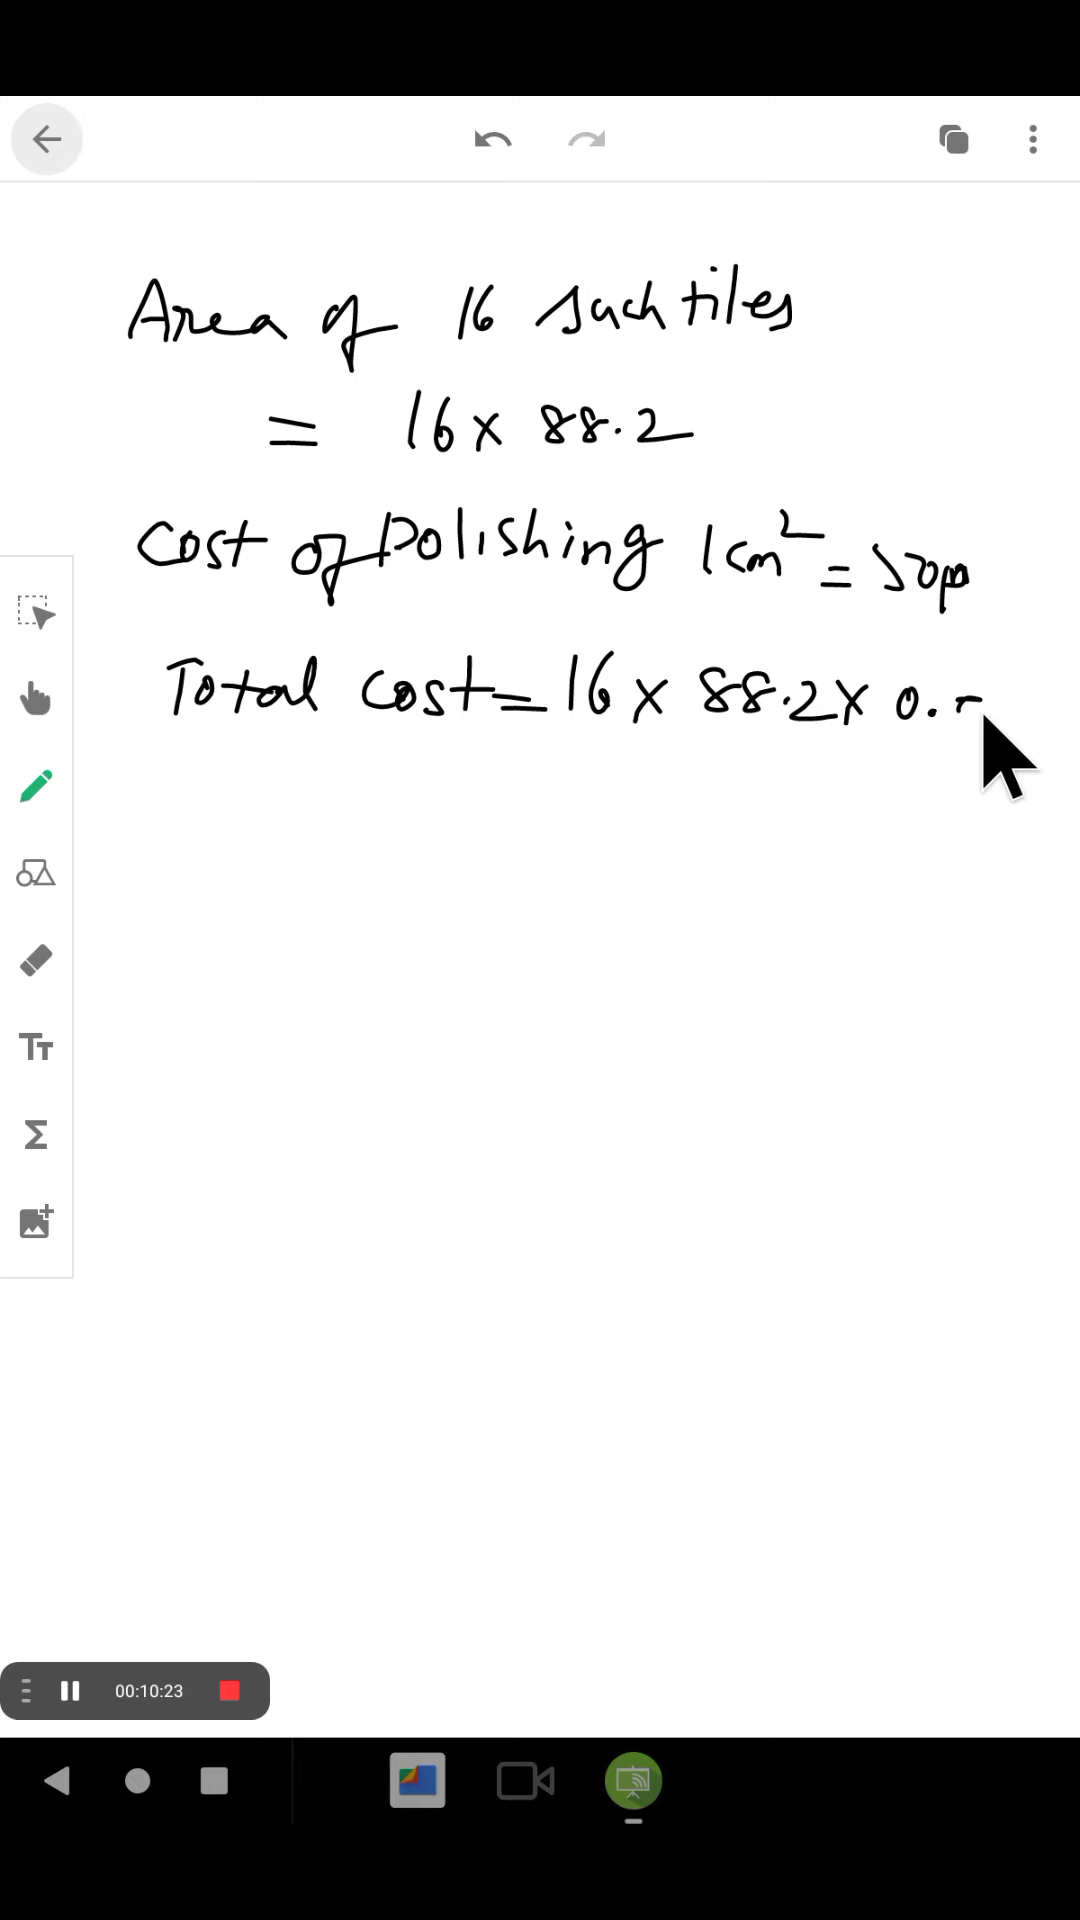 Area of 16 such tiles
= 16 x 88.2
Cost of polishing 1cm² = 50p
Total cost = 16 x 88.2 x 0.
Tт
Σ
00:10:23